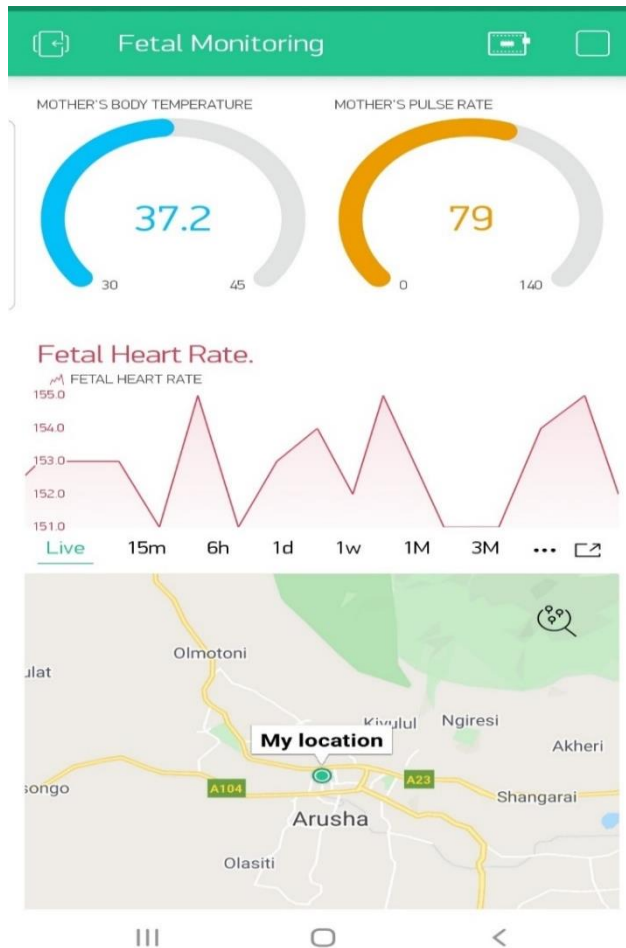 Fetal Monitoring
MOTHER'S BODY TEMPERATURE
MOTHER'S PULSE RATE
37.2
79
30
45
0
140
Fetal Heart Rate.
FETAL HEART RATE
155.0
154.0
153.0
152.0
151.0
Live 15m 6h 1d 1w 1M 3M ...
Olmotoni
ulat
Kivulul
Ngiresi
My location
Akheri
songo
A104
A23
Shangarai
Arusha
Olasiti